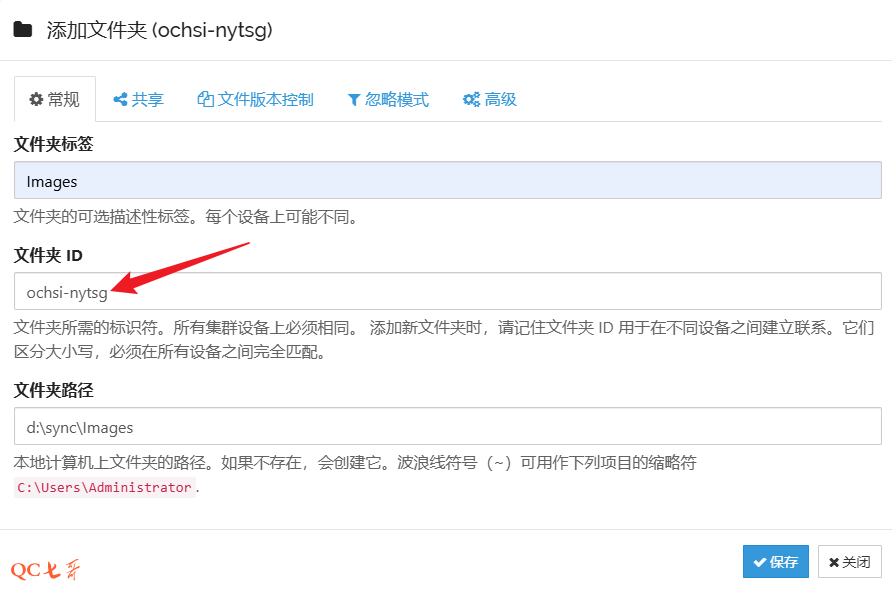 添加文件夹 (ochsi-nytsg)
常规 共享 文件版本控制 忽略模式 高级
文件夹标签
Images
文件夹的可选描述性标签。每个设备上可能不同。
文件夹 ID
ochsi-nytsg
文件夹所需的标识符。所有集群设备上必须相同。 添加新文件夹时，请记住文件夹 ID 用于在不同设备之间建立联系。它们
区分大小写，必须在所有设备之间完全匹配。
文件夹路径
d:\sync\Images
本地计算机上文件夹的路径。如果不存在，会创建它。波浪线符号（~）可用作下列项目的缩略符
C:\Users\Administrator.
QC七哥
保存 关闭